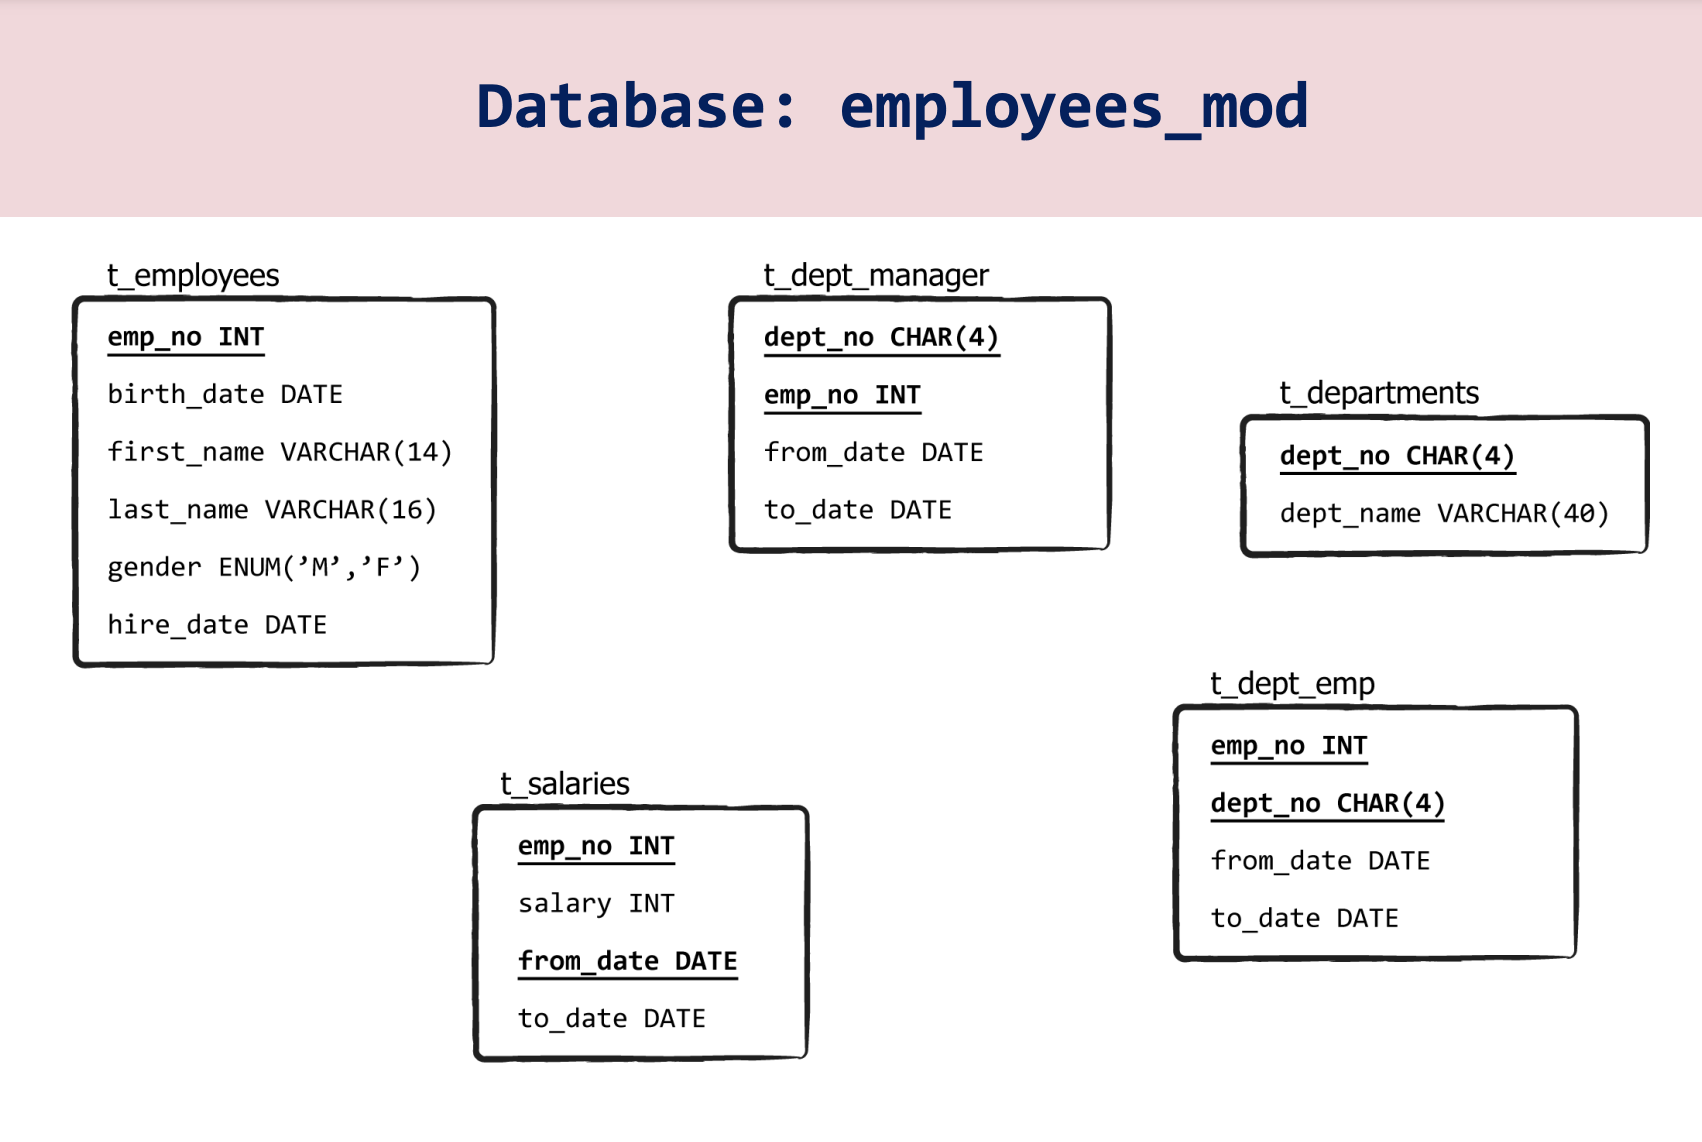 Database: employees_mod
t_employees
emp_no INT
birth_date DATE
first_name VARCHAR(14)
last_name VARCHAR(16)
gender ENUM(’M’,’F’)
hire_date DATE
t_dept_manager
dept_no CHAR(4)
emp_no INT
from_date DATE
to_date DATE
t_departments
dept_no CHAR(4)
dept_name VARCHAR(40)
t_salaries
emp_no INT
salary INT
from_date DATE
to_date DATE
t_dept_emp
emp_no INT
dept_no CHAR(4)
from_date DATE
to_date DATE